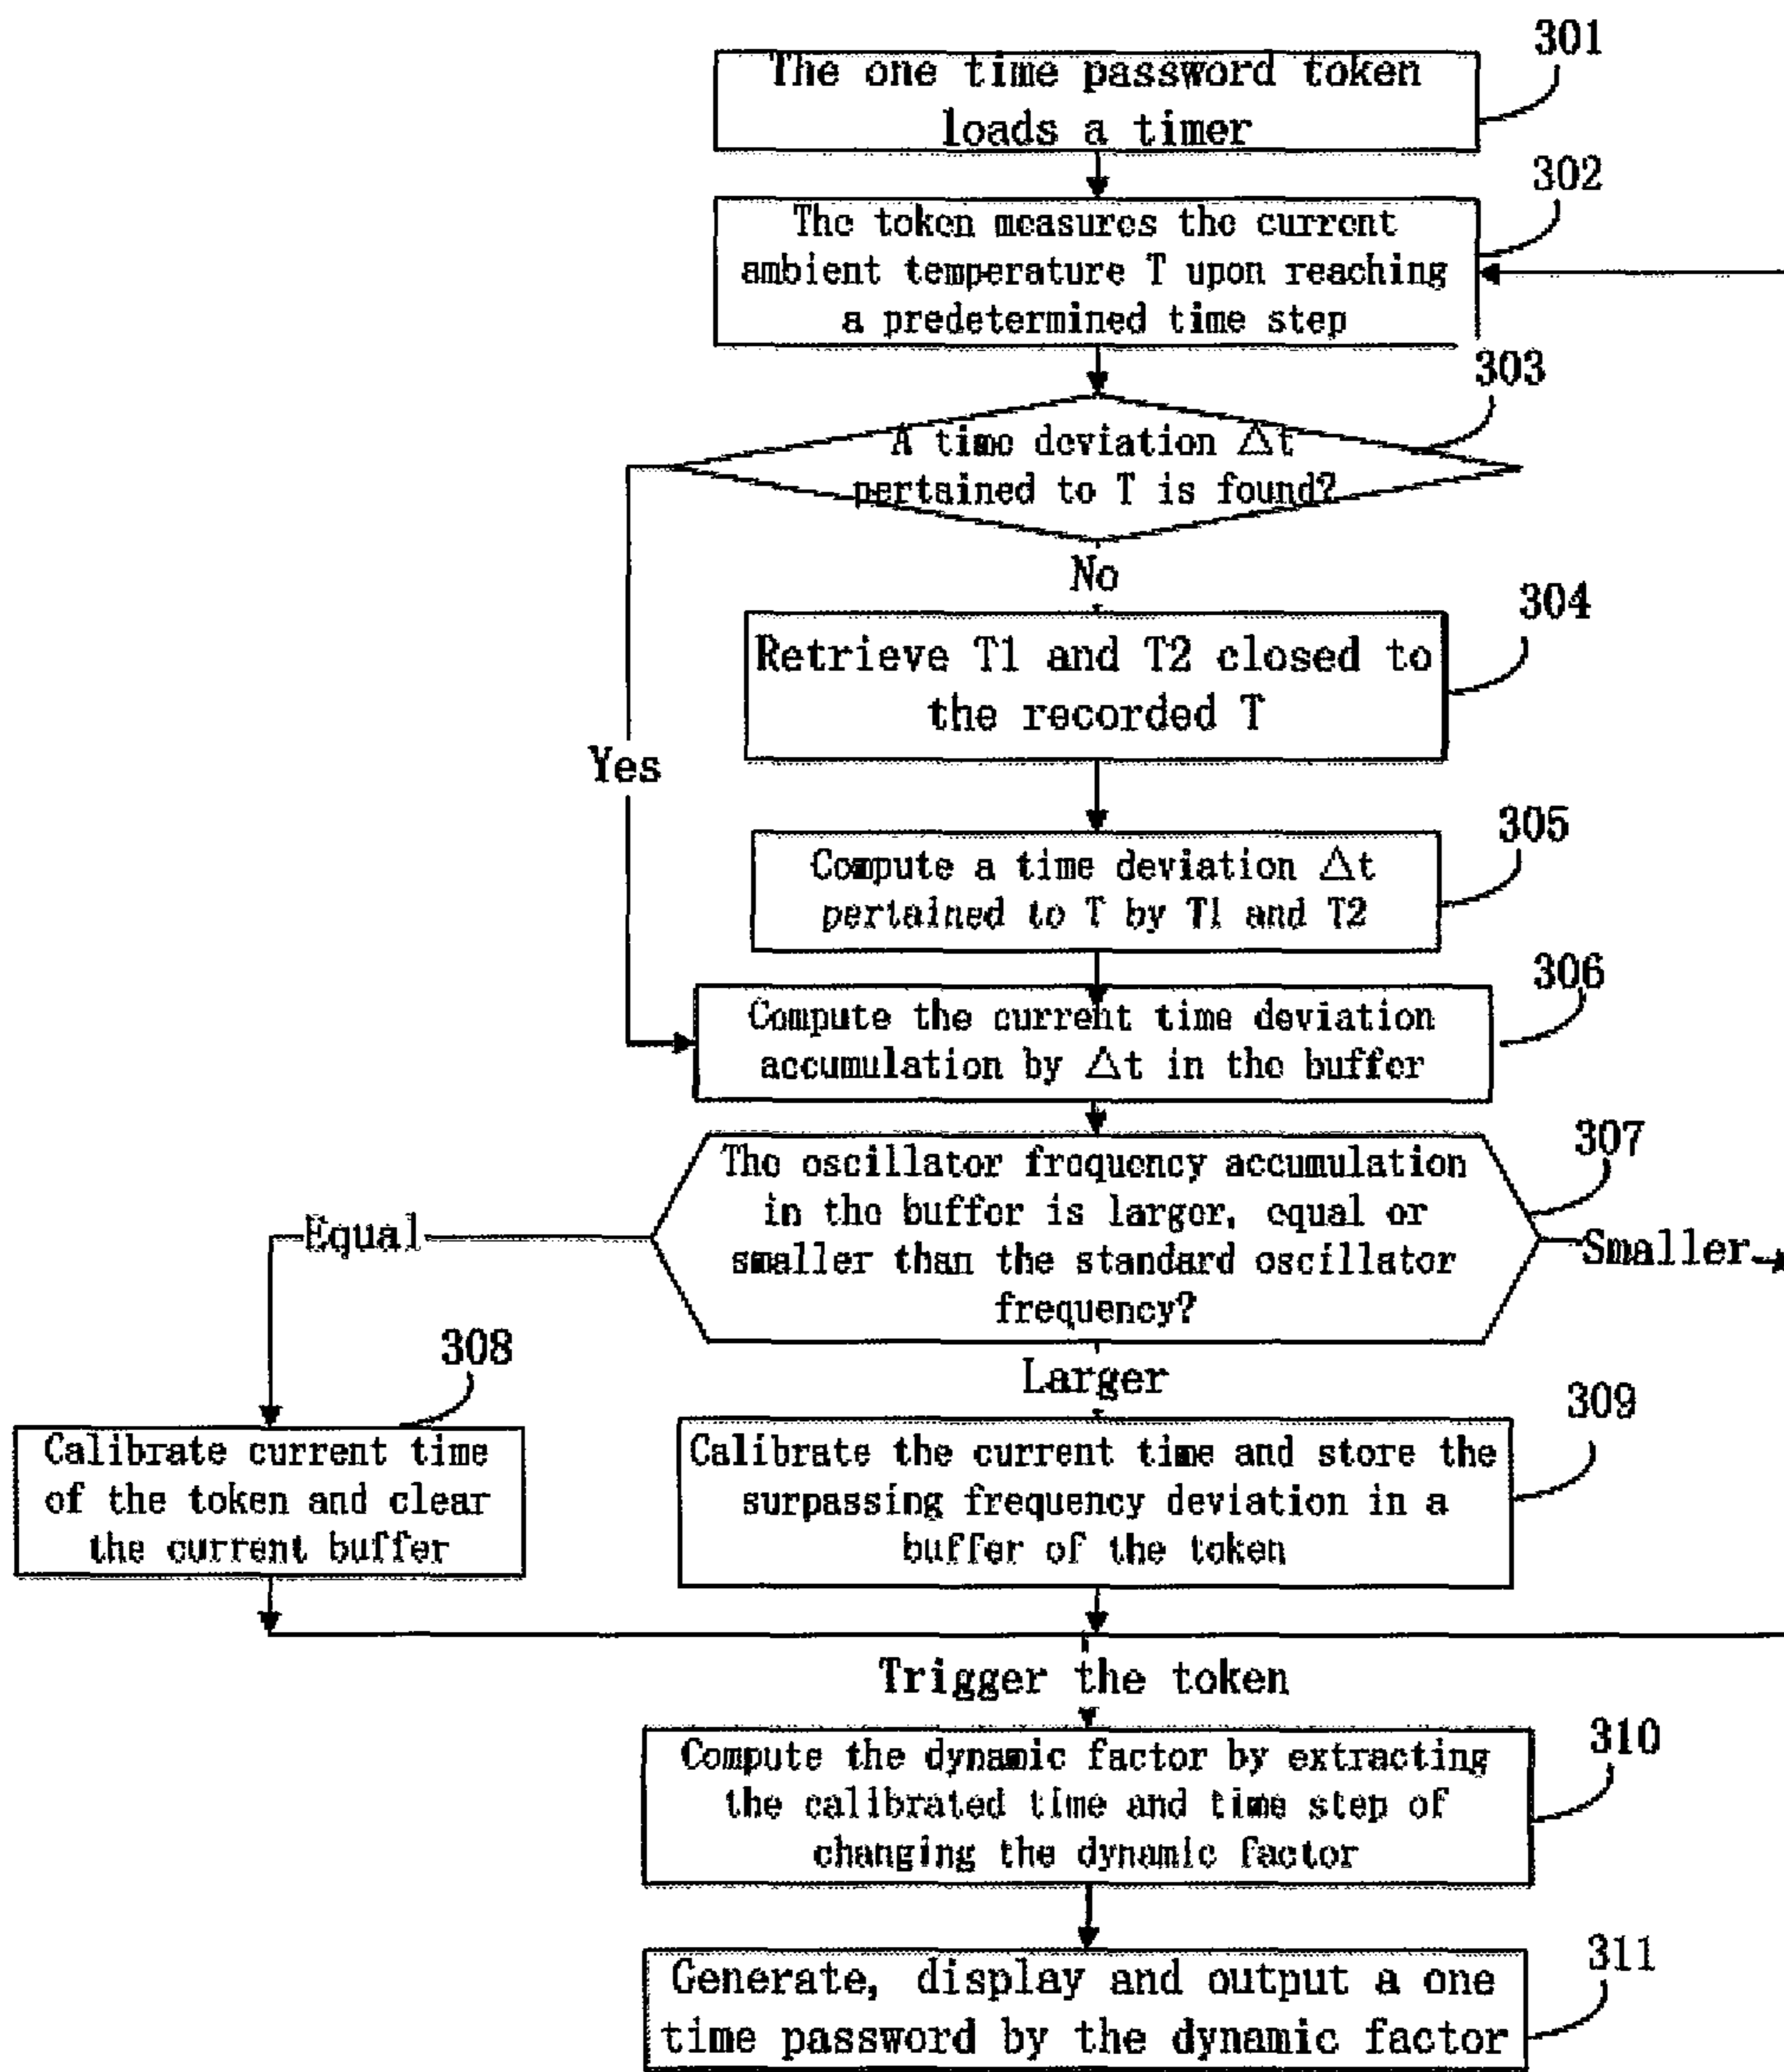 301
The one time password token
loads a timer
302
The token measures the current
ambient temperature T upon reaching
a predetermined time step
303
A time deviation △t
pertained to T is found?
No
304
Retrieve T1 and T2 closed to
the recorded T
Yes
305
Compute a time deviation △t
pertained to T by T1 and T2
306
Compute the current time deviation
accumulation by △t in the buffer
307
The oscillator frequency accumulation
in the buffer is larger, equal or
smaller than the standard oscillator
frequency?
Equal
Smaller
308
Larger
309
Calibrate current time
of the token and clear
the current buffer
Calibrate the current time and store the
surpassing frequency deviation in a
buffer of the token
Trigger the token
310
Compute the dynamic factor by extracting
the calibrated time and time step of
changing the dynamic factor
311
Generate, display and output a one
time password by the dynamic factor